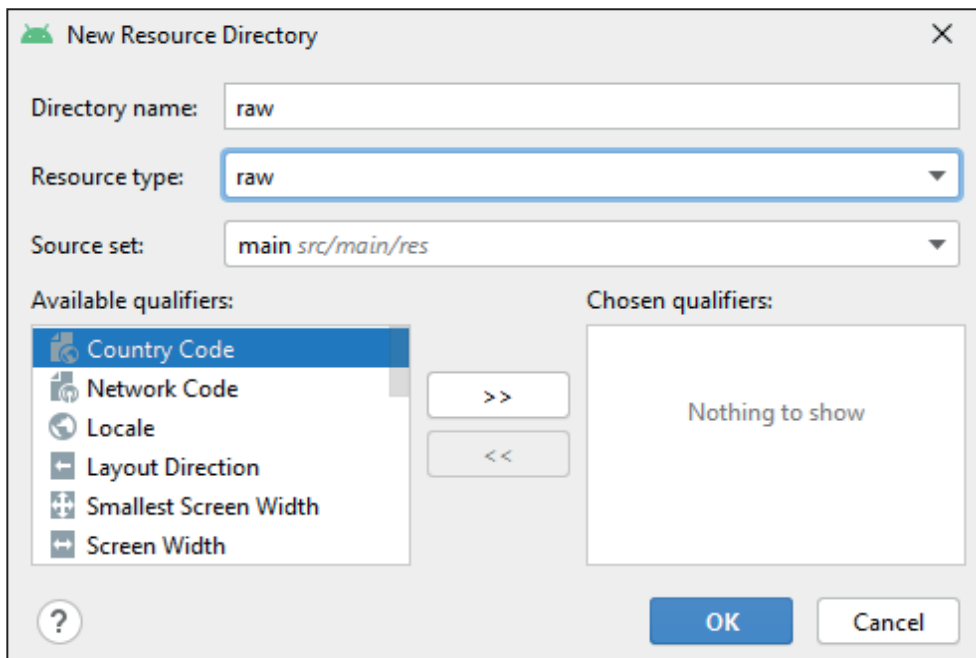 New Resource Directory
Directory name: raw
Resource type: raw
Source set: main src/main/res
Available qualifiers:
Country Code
Network Code
Locale
Layout Direction
Smallest Screen Width
Screen Width
>>
<<
Chosen qualifiers:
Nothing to show
?
OK
Cancel